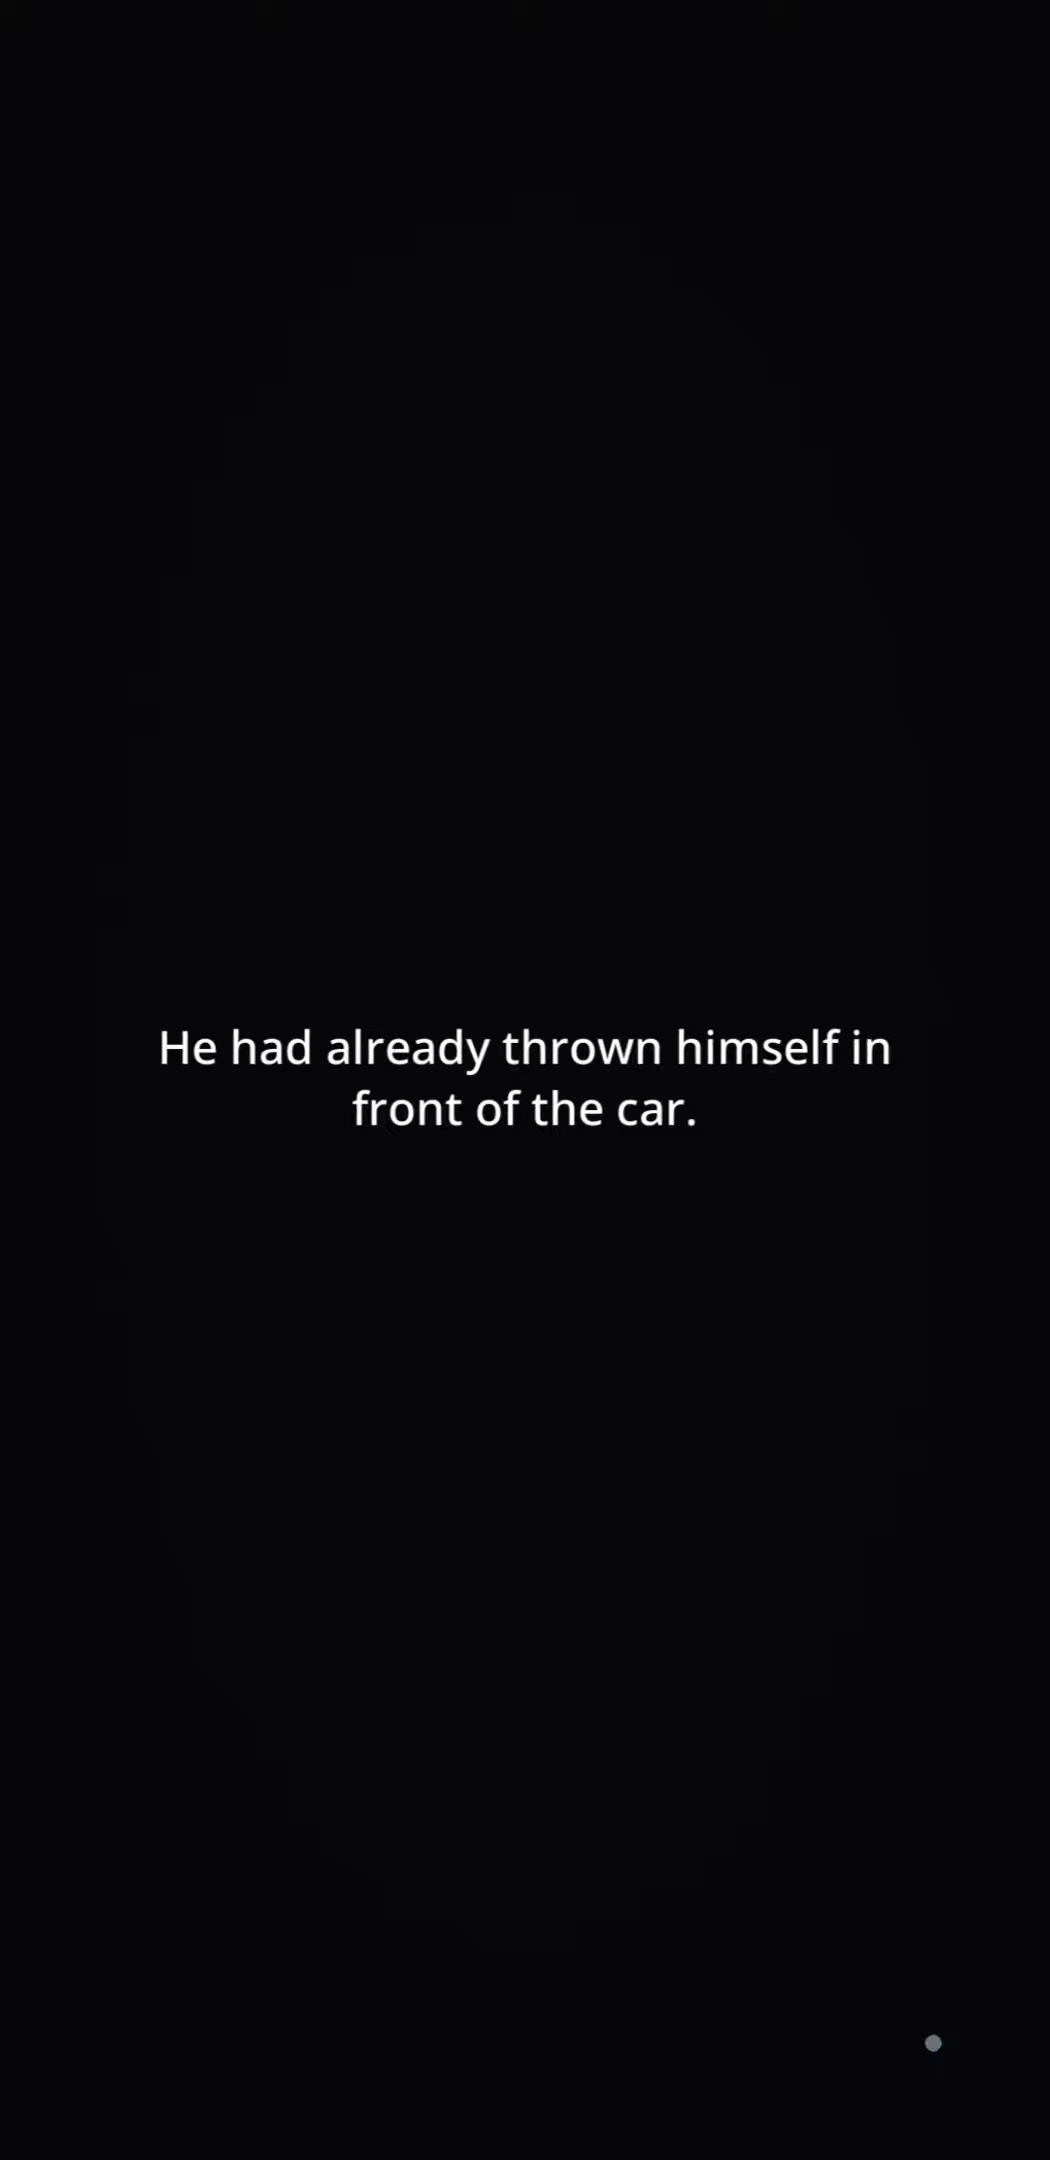 He had already thrown himself in
front of the car.